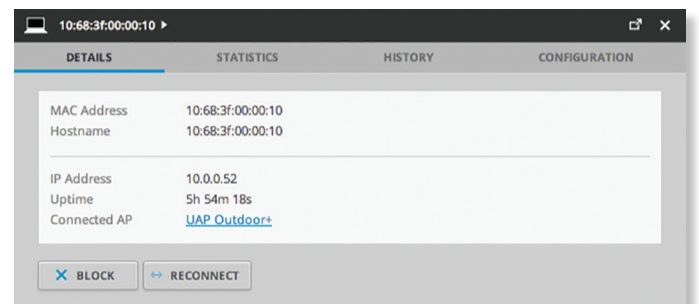 10:68:3f:00:00:10
DETAILS STATISTICS HISTORY CONFIGURATION
MAC Address 10:68:3f:00:00:10
Hostname 10:68:3f:00:00:10
IP Address 10.0.0.52
Uptime 5h 54m 18s
Connected AP UAP Outdoor+
BLOCK RECONNECT